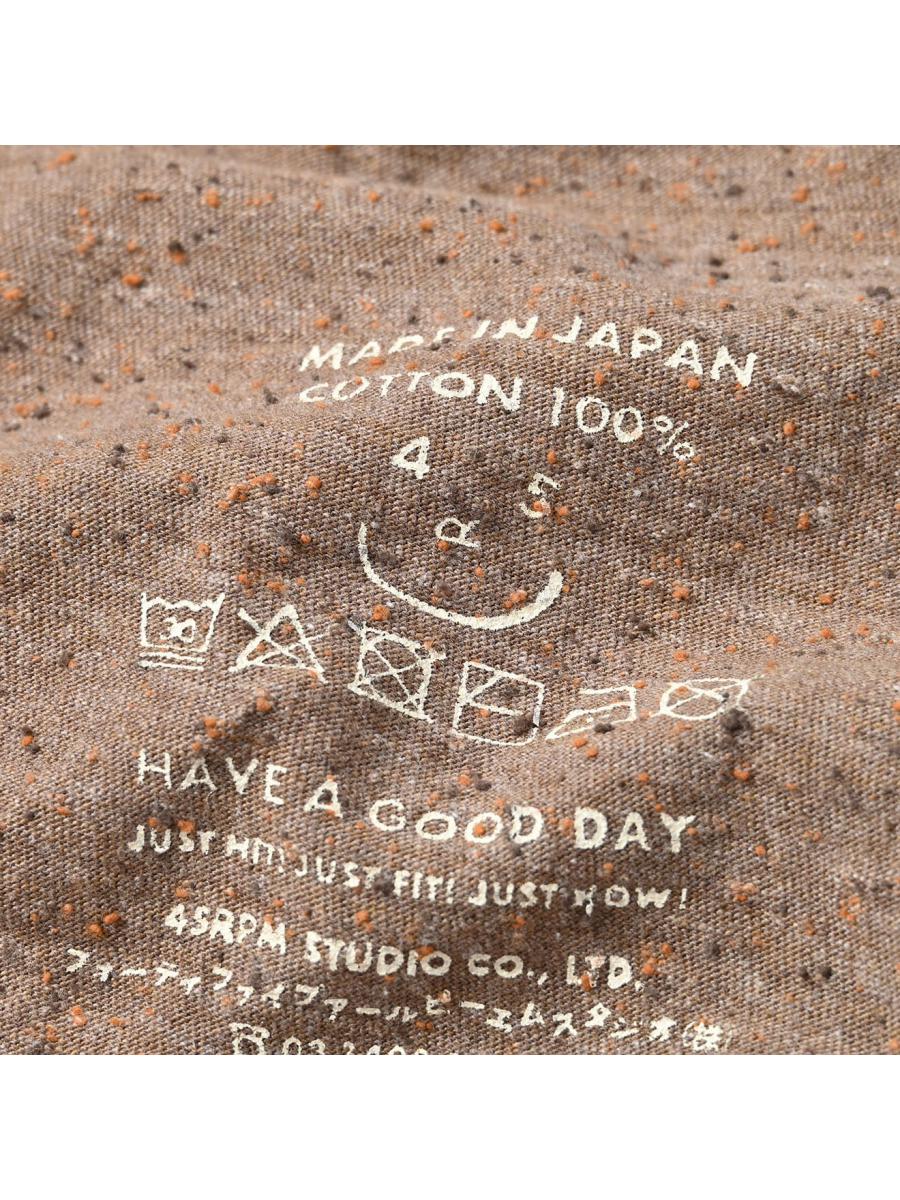 MADE IN JAPAN
COTTON 100%
4 5
R
30
HAVE A GOOD DAY
JUST HIT! JUST FIT! JUST NOW!
45RPM STUDIO CO., LTD.
フォーティファイブアールピーエムスタジオ(株)